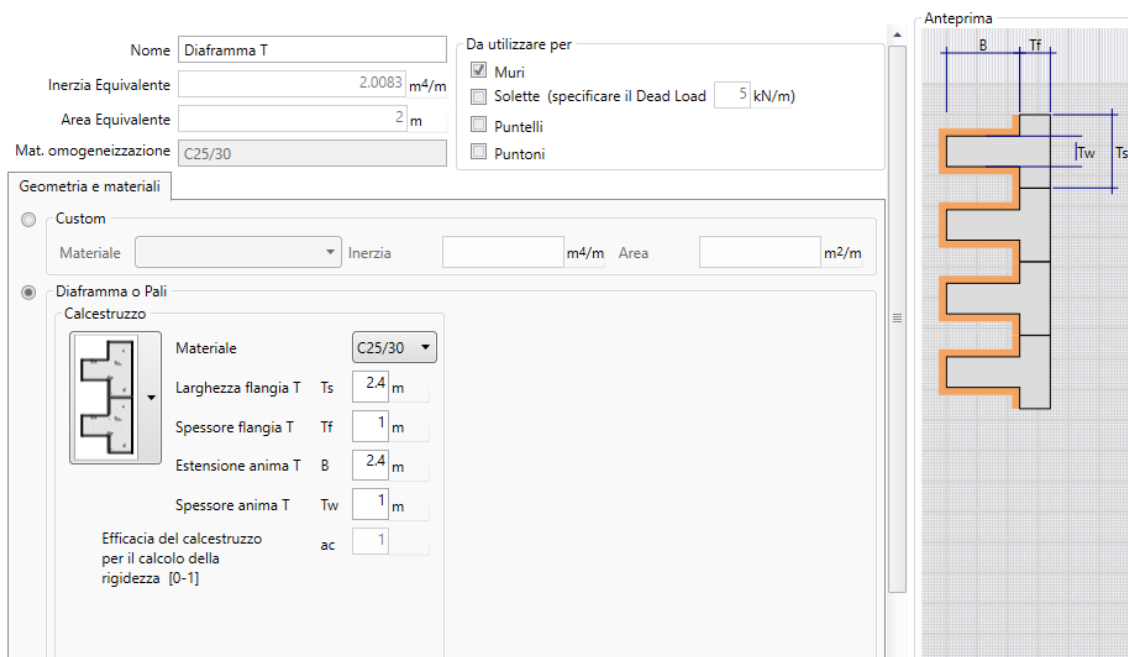 Anteprima
Nome Diaframma T
Da utilizzare per
Inerzia Equivalente 2.0083 m4/m
Muri
Solette (specificare il Dead Load 5 kN/m)
Area Equivalente 2 m
Puntelli
Mat. omogeneizzazione C25/30
Puntoni
Geometria e materiali
Custom
Materiale Inerzia m4/m Area m2/m
Diaframma o Pali
Calcestruzzo
Materiale C25/30
Larghezza flangia T Ts 2.4 m
Spessore flangia T Tf 1 m
Estensione anima T B 2.4 m
Spessore anima T Tw 1 m
Efficacia del calcestruzzo
per il calcolo della
rigidezza [0-1]
ac 1
B Tf
Tw Ts